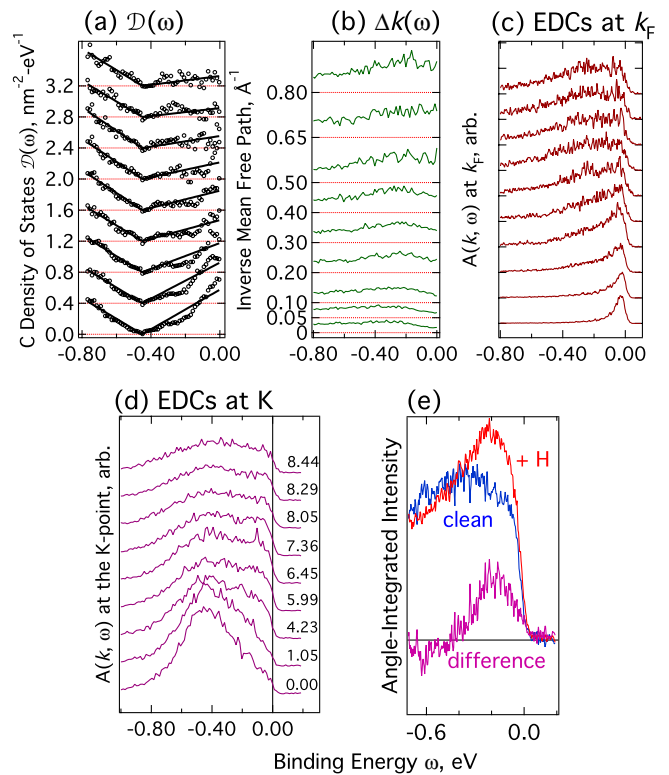 (a) 𝒟(ω)
(b) Δk(ω)
(c) EDCs at kF
C Density of States 𝒟(ω), nm⁻²-eV⁻¹
3.2
2.8
2.4
2.0
1.6
1.2
0.8
0.4
0.0
-0.80
-0.40
0.00
Inverse Mean Free Path, Å⁻¹
0.80
0.65
0.50
0.40
0.30
0.20
0.10
0.05
0
-0.80
-0.40
0.00
A(k, ω) at kF, arb.
-0.80
-0.40
0.00
(d) EDCs at K
A(k, ω) at the K-point, arb.
8.44
8.29
8.05
7.36
6.45
5.99
4.23
1.05
0.00
-0.80
-0.40
0.00
(e)
Angle-Integrated Intensity
+ H
clean
difference
-0.6
0.0
Binding Energy ω, eV